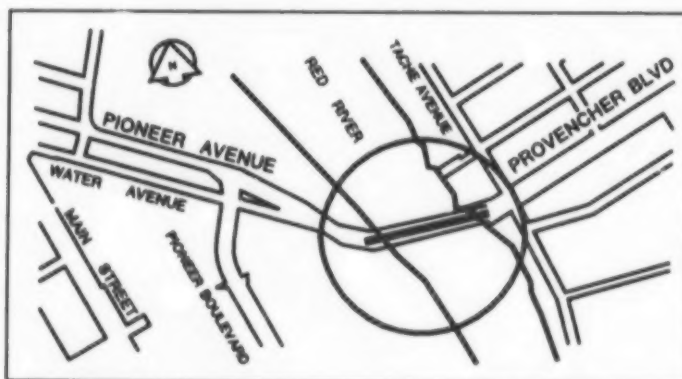 N
RED RIVER
TACHE AVENUE
PROVENCHER BLVD
PIONEER AVENUE
WATER AVENUE
MAIN STREET
PIONEER BOULEVARD